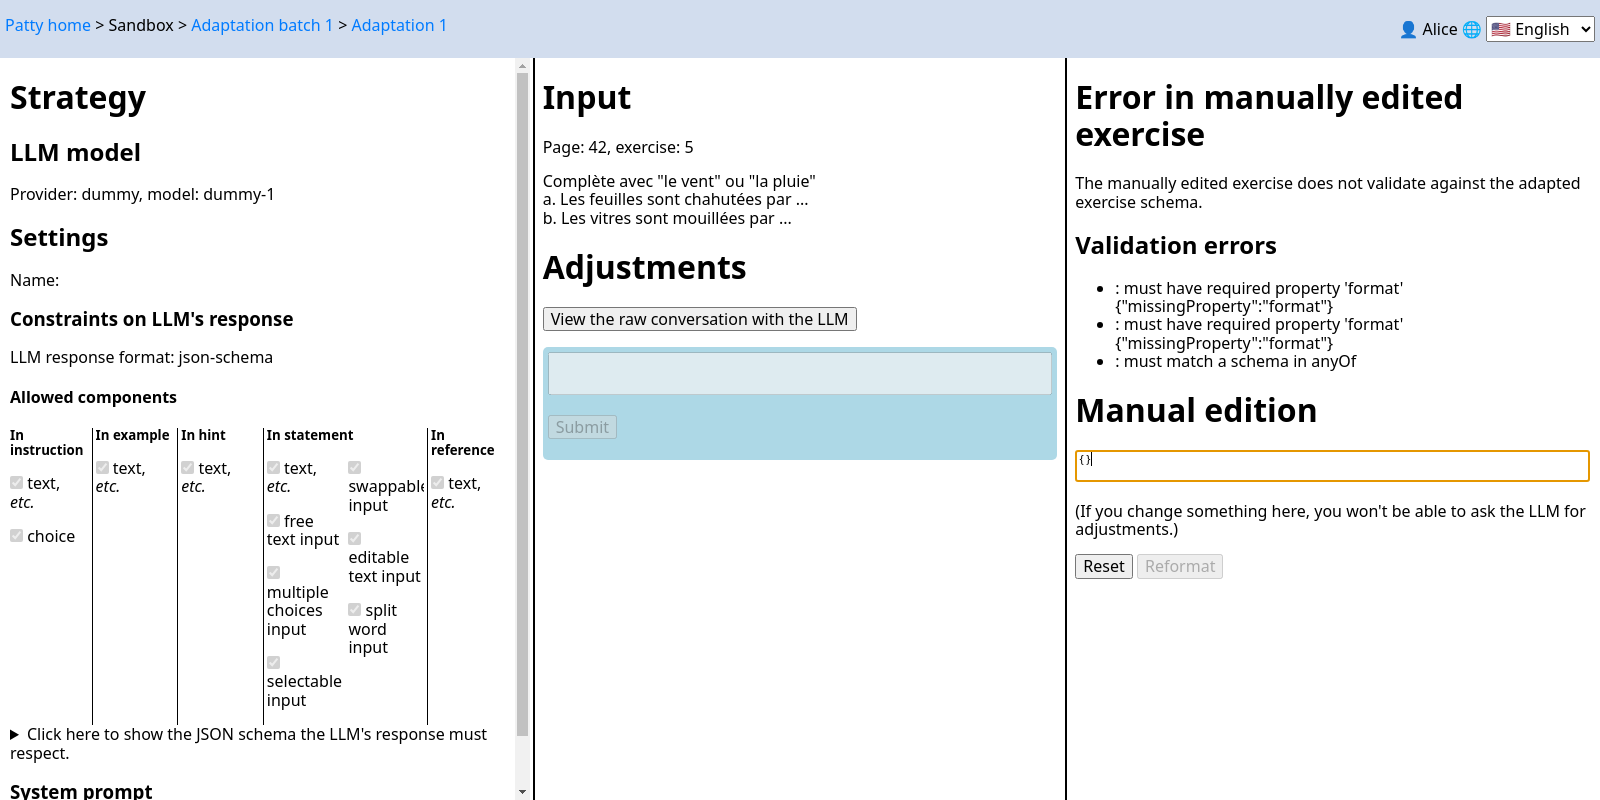 Patty home > Sandbox > Adaptation batch 1 > Adaptation 1
👤 Alice 🌐 🇺🇸 English
Strategy
LLM model
Provider: dummy, model: dummy-1
Settings
Name:
Constraints on LLM's response
LLM response format: json-schema
Allowed components
In
instruction
text,
etc.
choice
In example
text,
etc.
In hint
text,
etc.
In statement
text,
etc.
free
text input
multiple
choices
input
selectable
input
swappable
input
editable
text input
split
word
input
In
reference
text,
etc.
Click here to show the JSON schema the LLM's response must
respect.
System prompt
Input
Page: 42, exercise: 5
Complète avec "le vent" ou "la pluie"
a. Les feuilles sont chahutées par ...
b. Les vitres sont mouillées par ...
Adjustments
View the raw conversation with the LLM
Submit
Error in manually edited
exercise
The manually edited exercise does not validate against the adapted
exercise schema.
Validation errors
: must have required property 'format'
{"missingProperty":"format"}
: must have required property 'format'
{"missingProperty":"format"}
: must match a schema in anyOf
Manual edition
{}
(If you change something here, you won't be able to ask the LLM for
adjustments.)
Reset Reformat